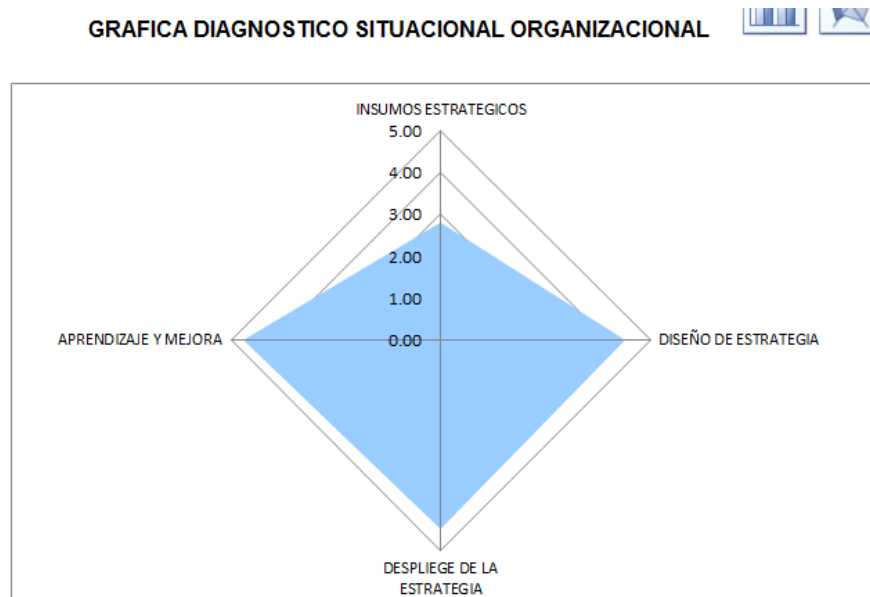 GRAFICA DIAGNOSTICO SITUACIONAL ORGANIZACIONAL
INSUMOS ESTRATEGICOS
5.00
4.00
3.00
2.00
1.00
APRENDIZAJE Y MEJORA
0.00
DISEÑO DE ESTRATEGIA
DESPLIEGE DE LA
ESTRATEGIA